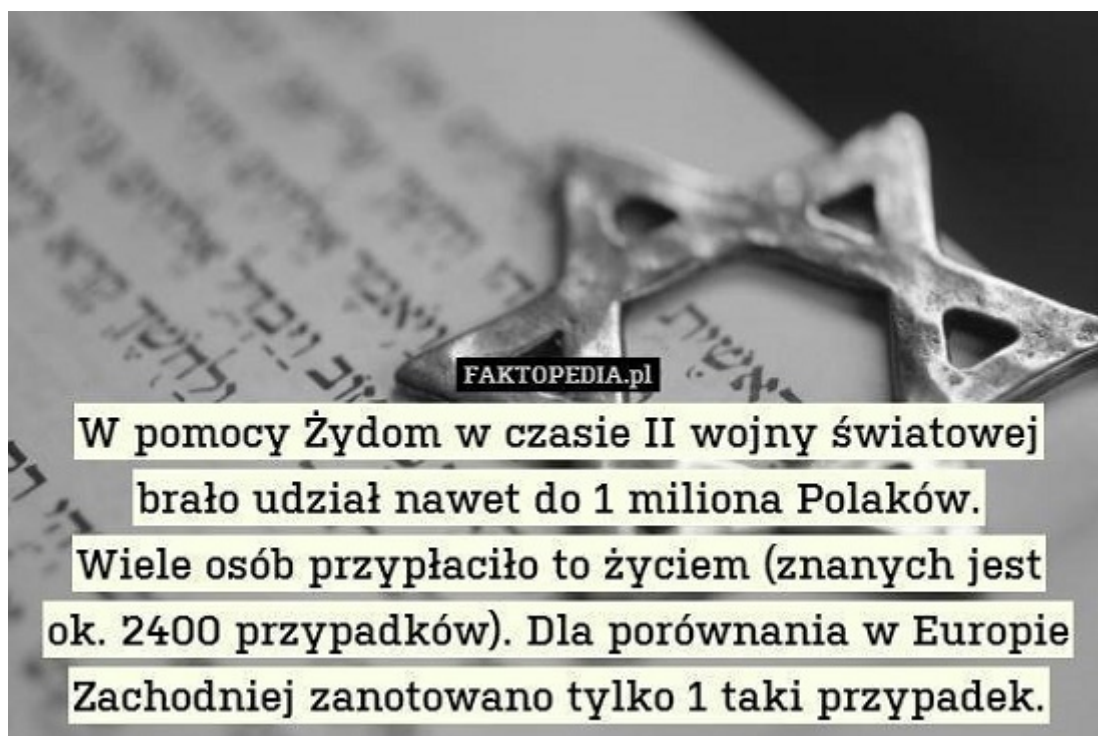 FAKTOPEDIA.pl
W pomocy Żydom w czasie II wojny światowej
brało udział nawet do 1 miliona Polaków.
Wiele osób przypłaciło to życiem (znanych jest
ok. 2400 przypadków). Dla porównania w Europie
Zachodniej zanotowano tylko 1 taki przypadek.